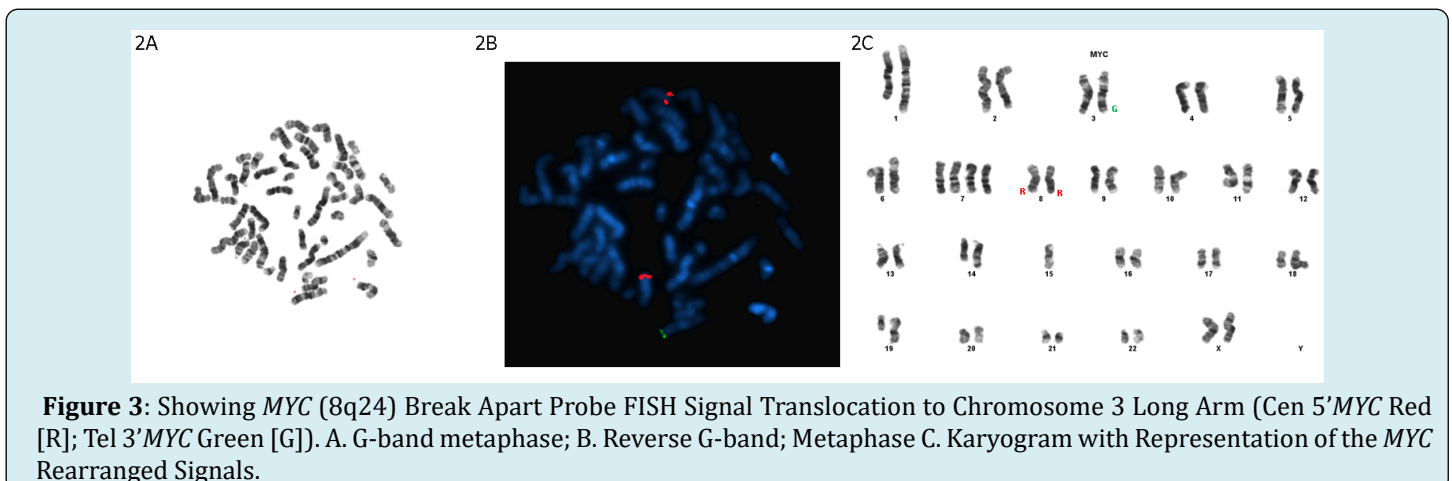 2A 2B 2C
MYC
G
1 2 3 4 5
R R
6 7 8 9 10 11 12
13 14 15 16 17 18
19 20 21 22 X Y
Figure 3: Showing MYC (8q24) Break Apart Probe FISH Signal Translocation to Chromosome 3 Long Arm (Cen 5’MYC Red
[R]; Tel 3’MYC Green [G]). A. G-band metaphase; B. Reverse G-band; Metaphase C. Karyogram with Representation of the MYC
Rearranged Signals.